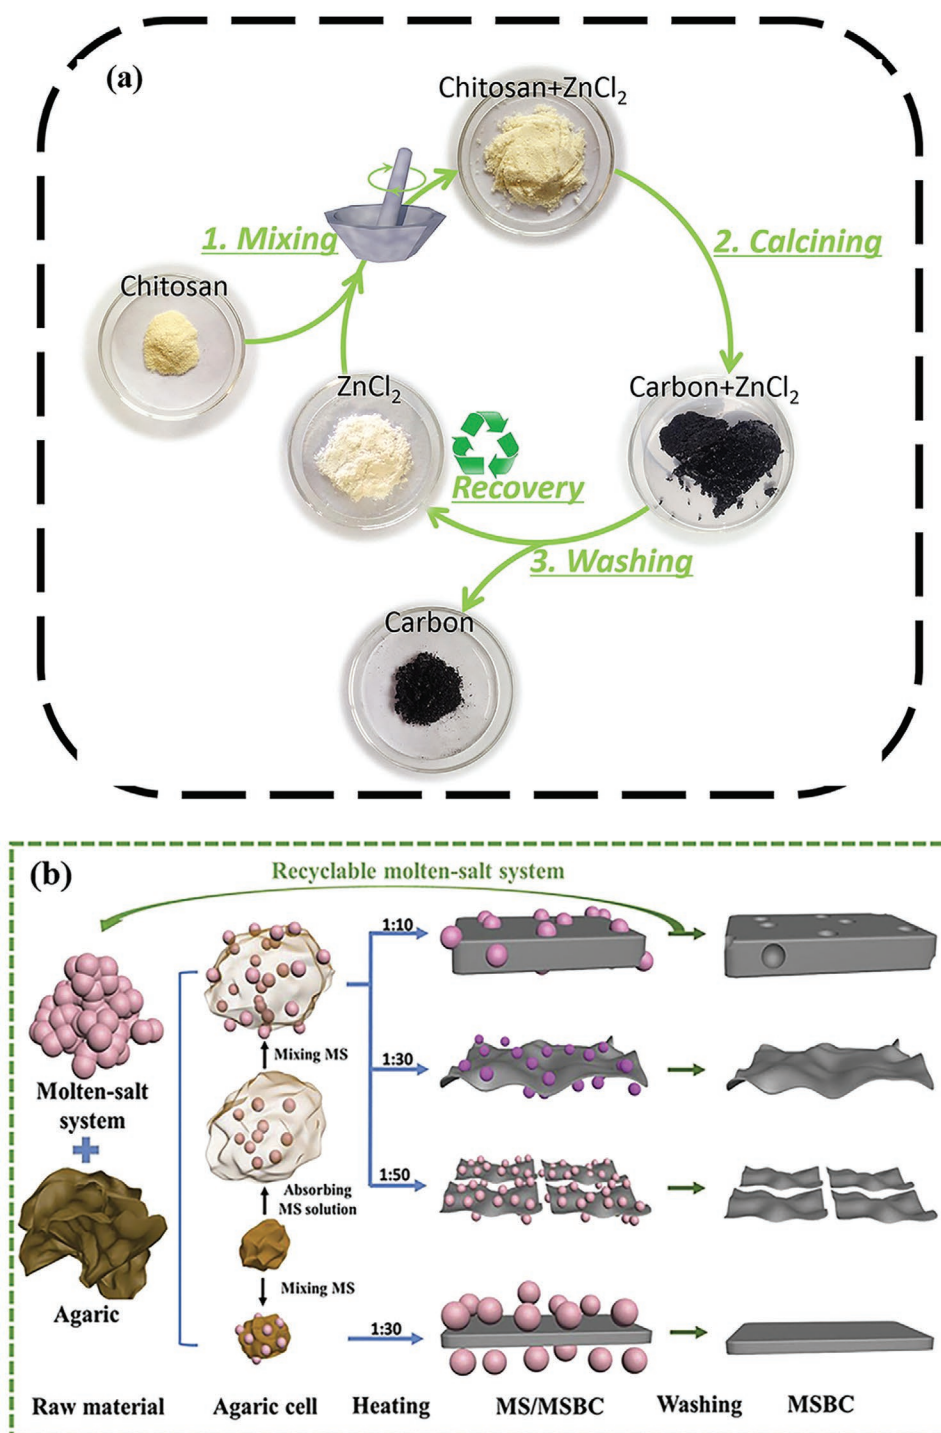 (a)
Chitosan+ZnCl₂
1. Mixing
2. Calcining
Chitosan
ZnCl₂
Carbon+ZnCl₂
Recovery
3. Washing
Carbon
(b)
Recyclable molten-salt system
1:10
Mixing MS
1:30
Molten-salt
system
Absorbing
MS solution
1:50
Mixing MS
Agaric
1:30
Raw material
Agaric cell
Heating
MS/MSBC
Washing
MSBC